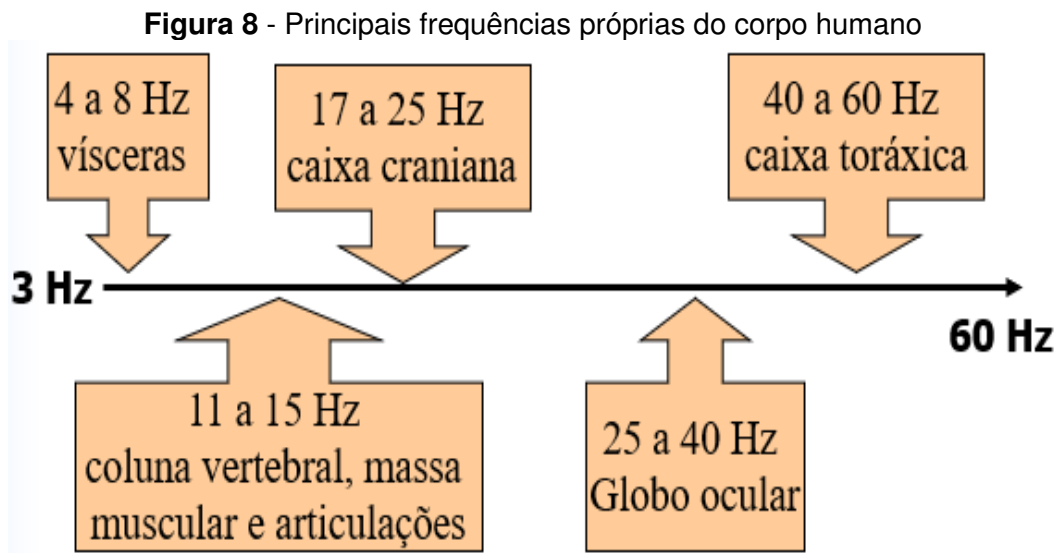 Figura 8 - Principais frequências próprias do corpo humano
4 a 8 Hz
vísceras
17 a 25 Hz
caixa craniana
40 a 60 Hz
caixa toráxica
3 Hz
60 Hz
11 a 15 Hz
coluna vertebral, massa
muscular e articulações
25 a 40 Hz
Globo ocular